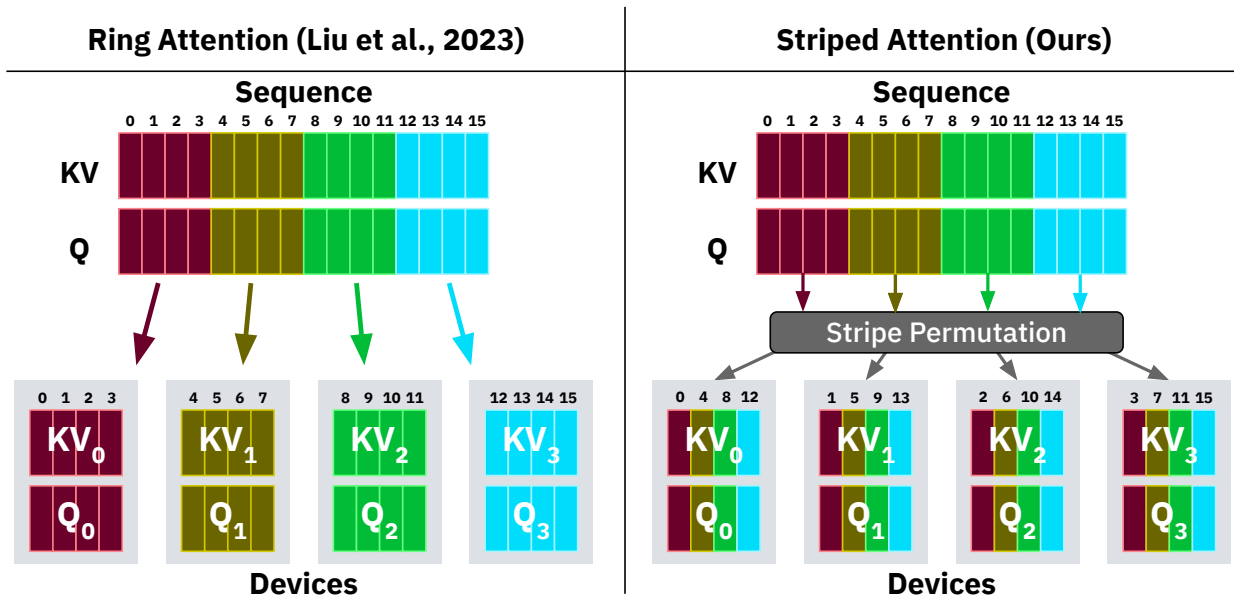 Ring Attention (Liu et al., 2023)
Sequence
0 1 2 3 4 5 6 7 8 9 10 11 12 13 14 15
KV
Q
0 1 2 3
KV0
Q0
4 5 6 7
KV1
Q1
8 9 10 11
KV2
Q2
12 13 14 15
KV3
Q3
Devices
Striped Attention (Ours)
Sequence
0 1 2 3 4 5 6 7 8 9 10 11 12 13 14 15
KV
Q
Stripe Permutation
0 4 8 12
KV0
Q0
1 5 9 13
KV1
Q1
2 6 10 14
KV2
Q2
3 7 11 15
KV3
Q3
Devices